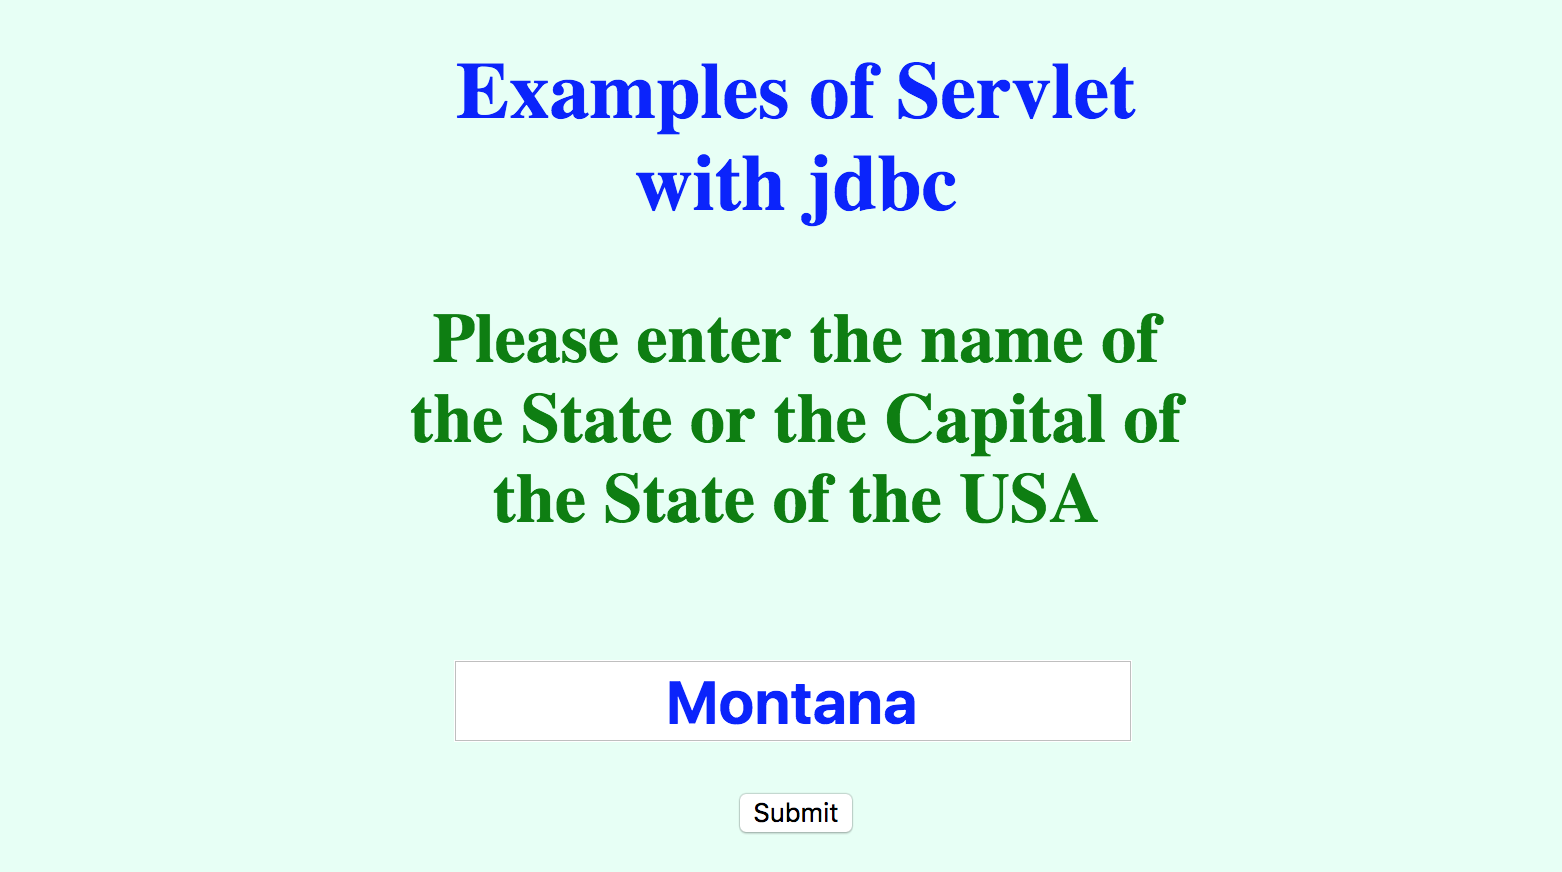 Examples of Servlet
with jdbc
Please enter the name of
the State or the Capital of
the State of the USA
Montana
Submit